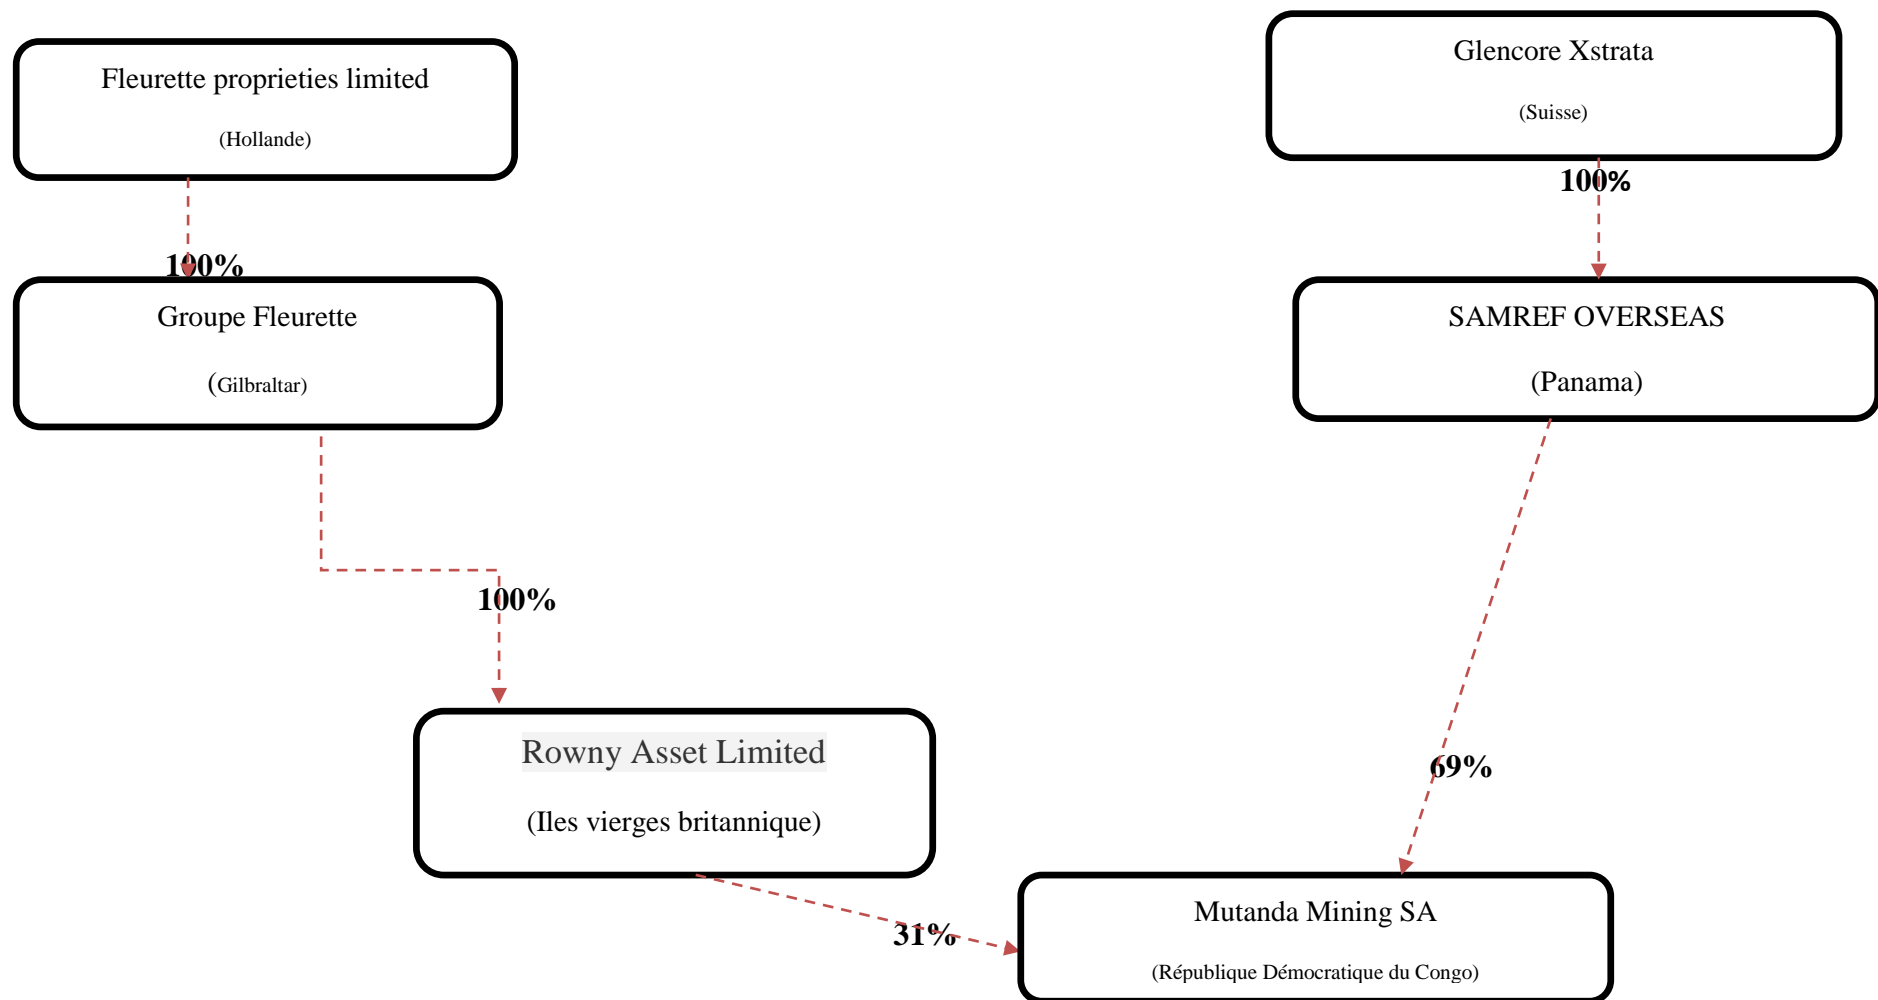 Fleurette proprieties limited
(Hollande)
Glencore Xstrata
(Suisse)
100%
100%
Groupe Fleurette
(Gilbraltar)
SAMREF OVERSEAS
(Panama)
100%
Rowny Asset Limited
(Iles vierges britannique)
69%
31%
Mutanda Mining SA
(République Démocratique du Congo)